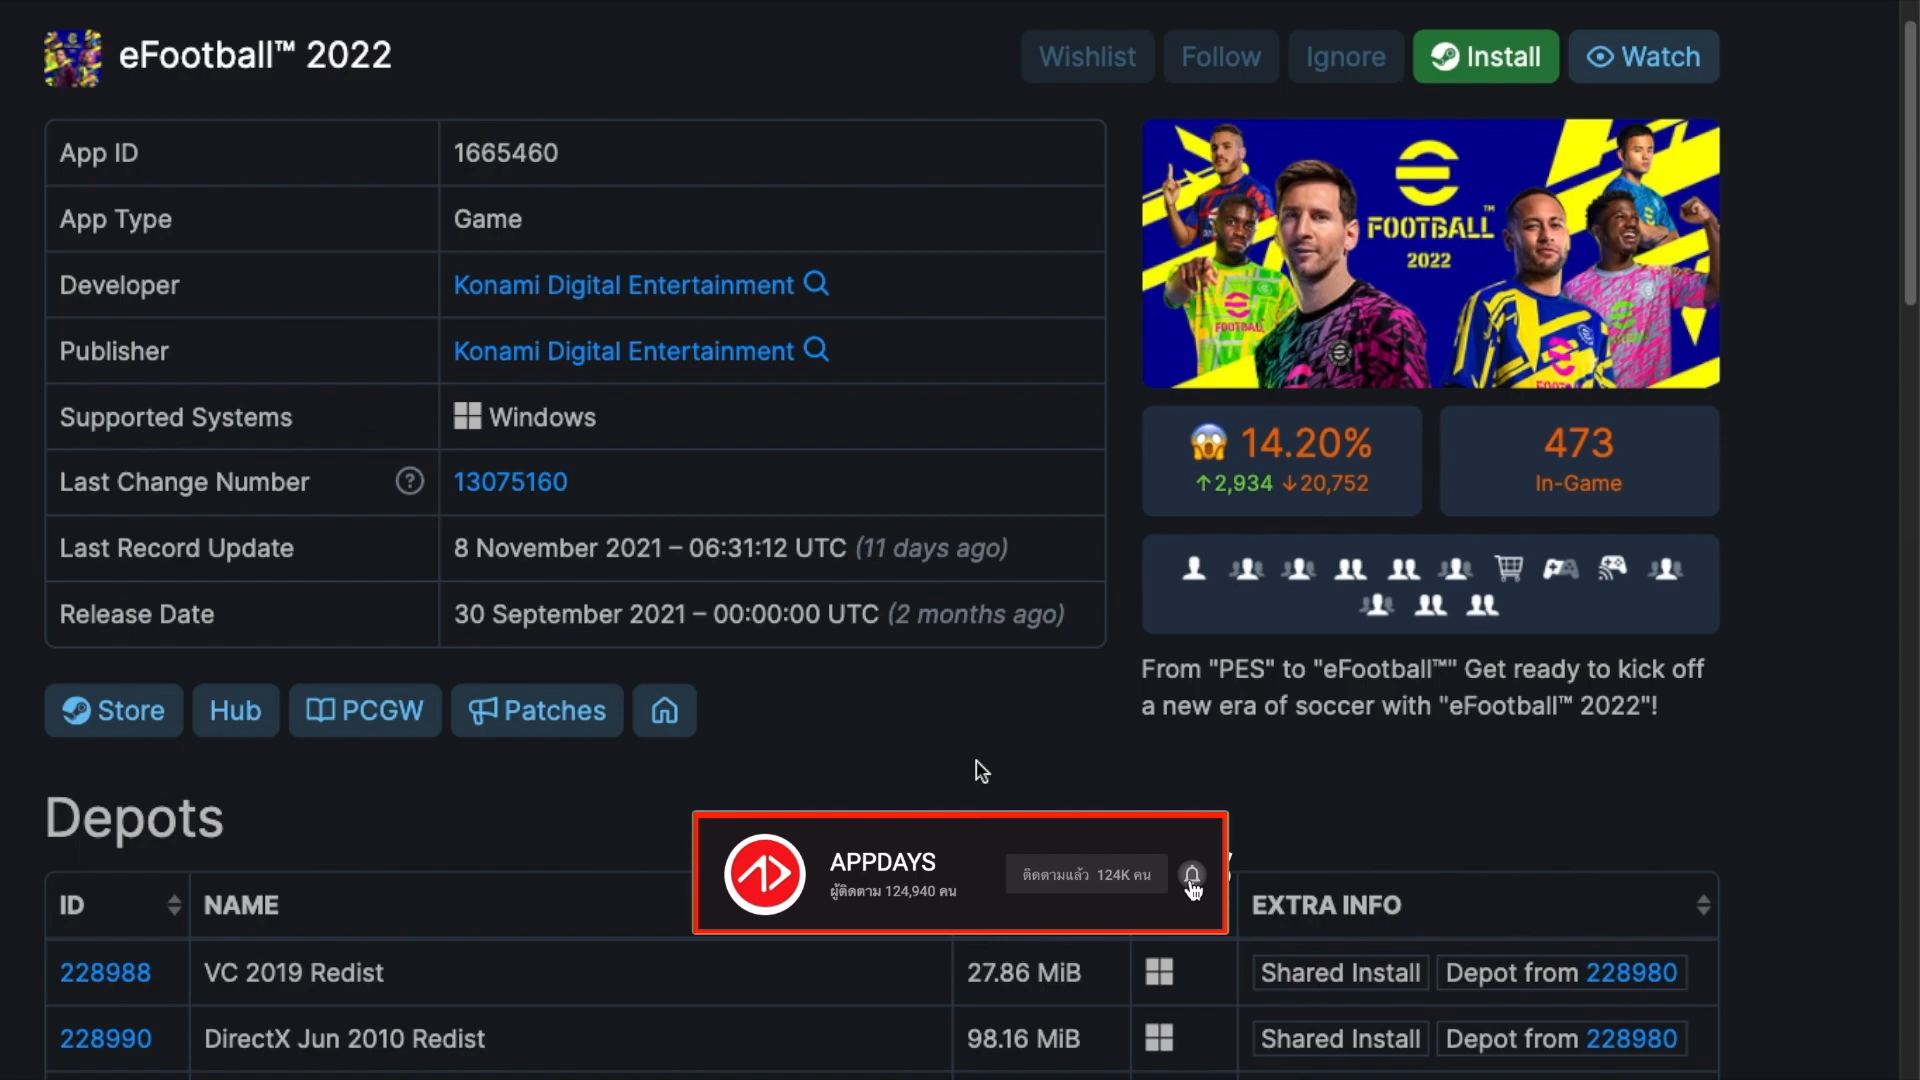 eFootball™ 2022
Wishlist
Follow
Ignore
Install
Watch
App ID 1665460
App Type Game
Developer Konami Digital Entertainment
Publisher Konami Digital Entertainment
Supported Systems Windows
Last Change Number ? 13075160
Last Record Update 8 November 2021 – 06:31:12 UTC (11 days ago)
Release Date 30 September 2021 – 00:00:00 UTC (2 months ago)
FOOTBALL™
2022
FOOTBALL
14.20%
↑2,934 ↓20,752
473
In-Game
From "PES" to "eFootball™" Get ready to kick off
a new era of soccer with "eFootball™ 2022"!
Store
Hub
PCGW
Patches
Depots
APPDAYS
ผู้ติดตาม 124,940 คน
ติดตามแล้ว 124K คน
ID NAME EXTRA INFO
228988 VC 2019 Redist 27.86 MiB Shared Install Depot from 228980
228990 DirectX Jun 2010 Redist 98.16 MiB Shared Install Depot from 228980